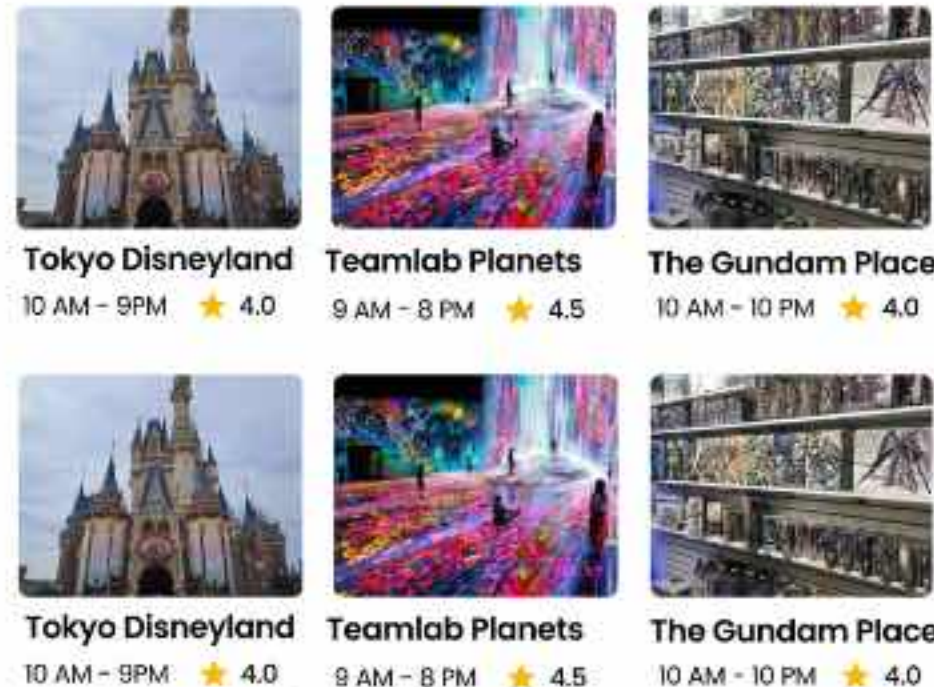 Tokyo Disneyland
Teamlab Planets
The Gundam Place
10 AM - 9PM 4.0
9 AM - 8 PM 4.5
10 AM - 10 PM 4.0
Tokyo Disneyland
Teamlab Planets
The Gundam Place
10 AM - 9PM 4.0
9 AM - 8 PM 4.5
10 AM - 10 PM 4.0